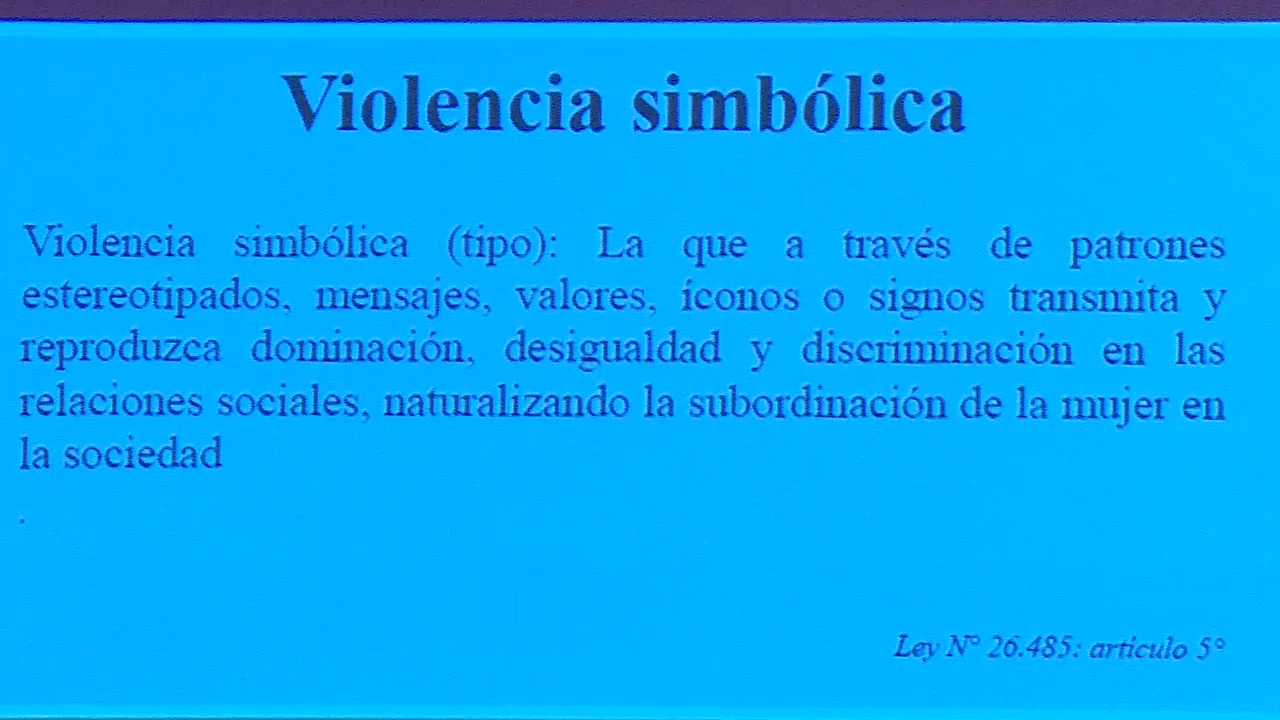 Violencia simbólica
Violencia simbólica (tipo): La que a través de patrones
estereotipados, mensajes, valores, íconos o signos transmita y
reproduzca dominación, desigualdad y discriminación en las
relaciones sociales, naturalizando la subordinación de la mujer en
la sociedad
.
Ley N° 26.485: artículo 5°